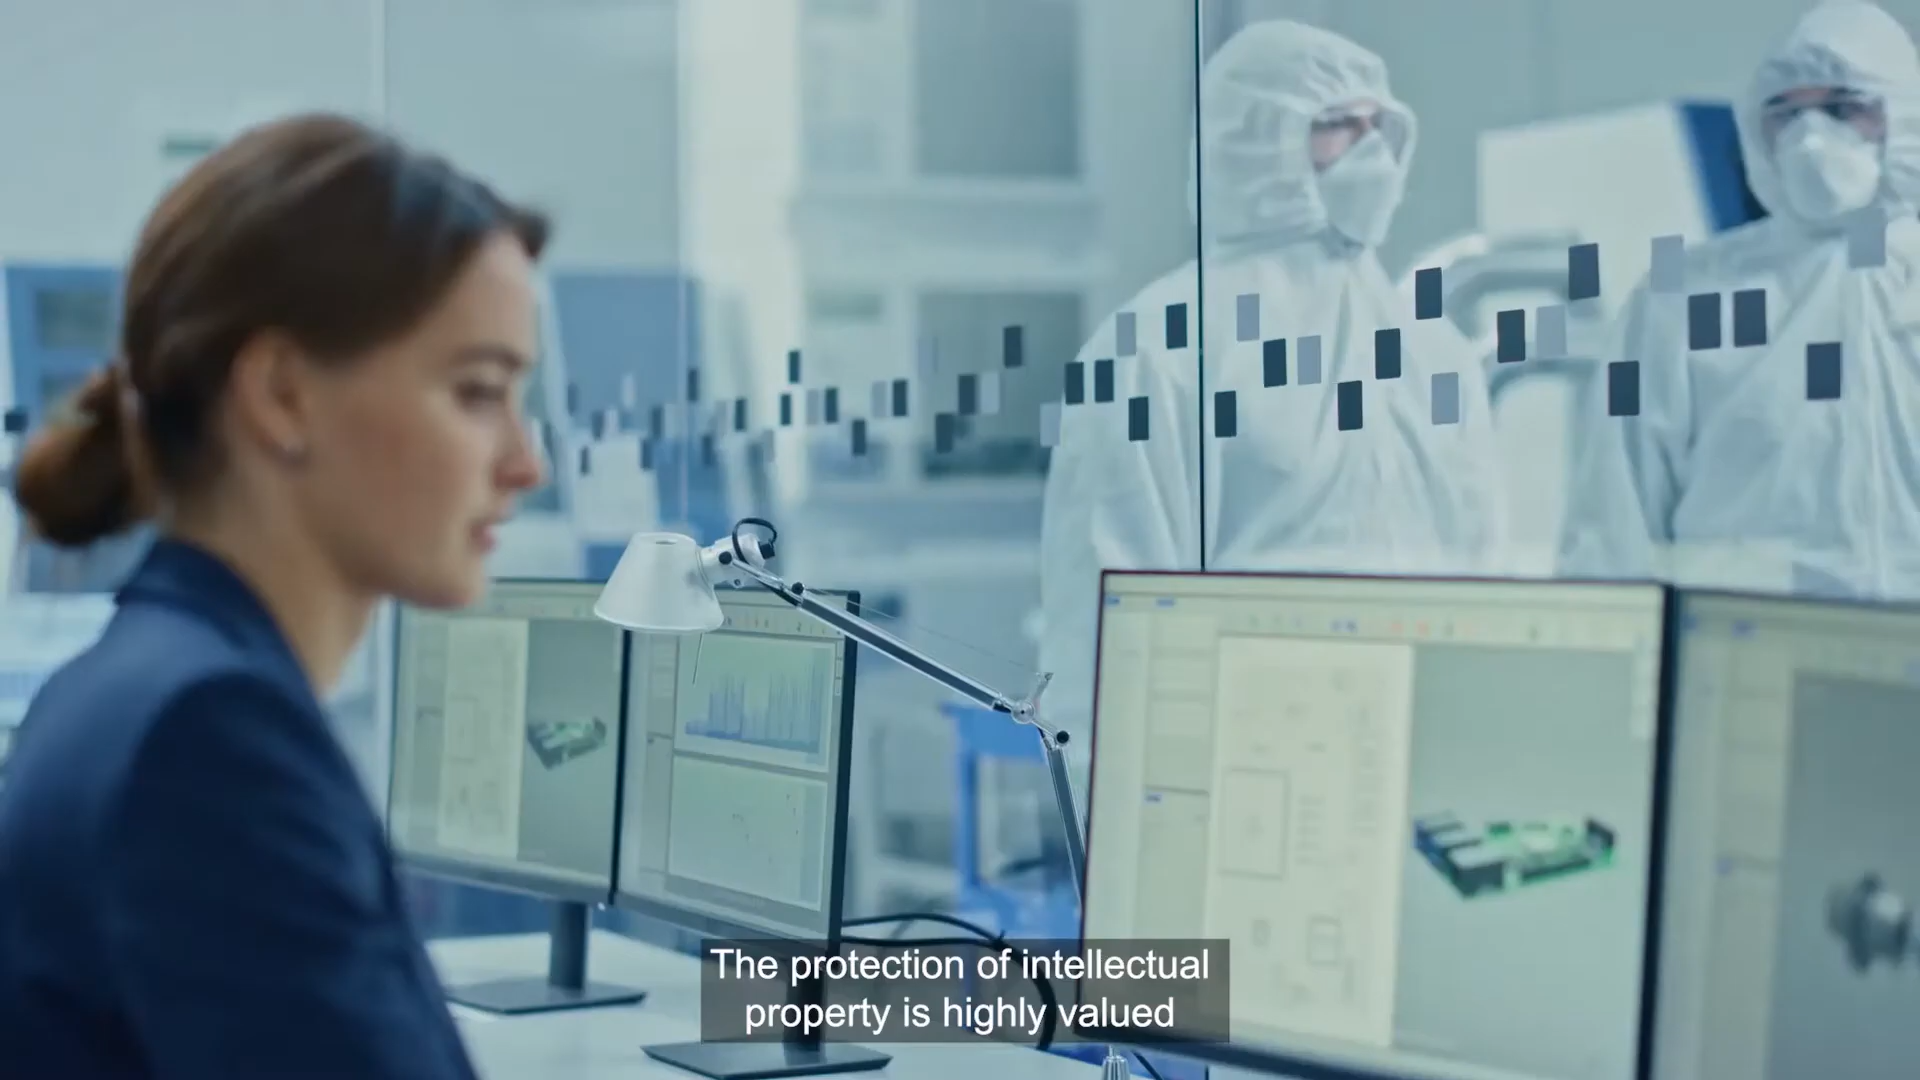 The protection of intellectual
property is highly valued